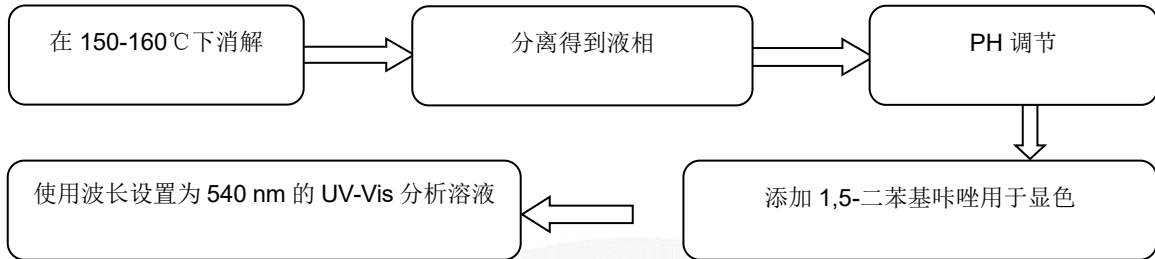 在 150-160℃下消解
分离得到液相
PH 调节
添加 1,5-二苯基咔唑用于显色
使用波长设置为 540 nm 的 UV-Vis 分析溶液